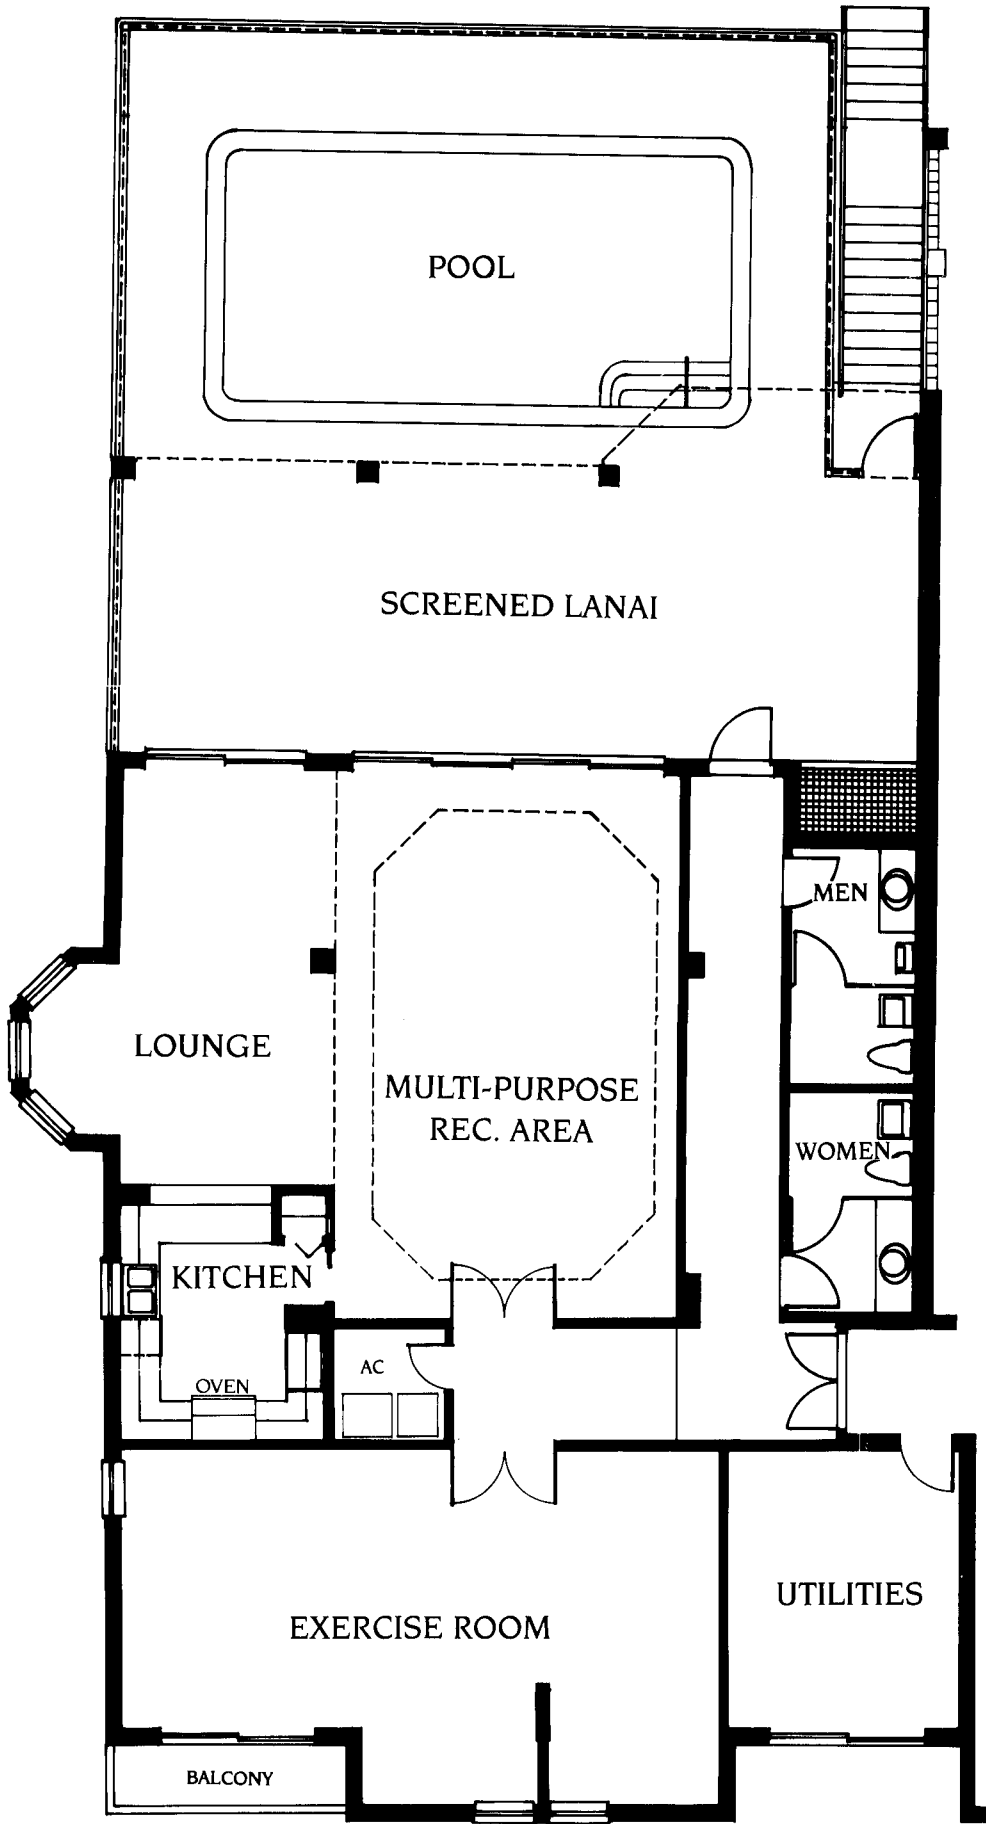 POOL
SCREENED LANAI
MEN
LOUNGE
MULTI-PURPOSE
REC. AREA
WOMEN
KITCHEN
AC
OVEN
UTILITIES
EXERCISE ROOM
BALCONY